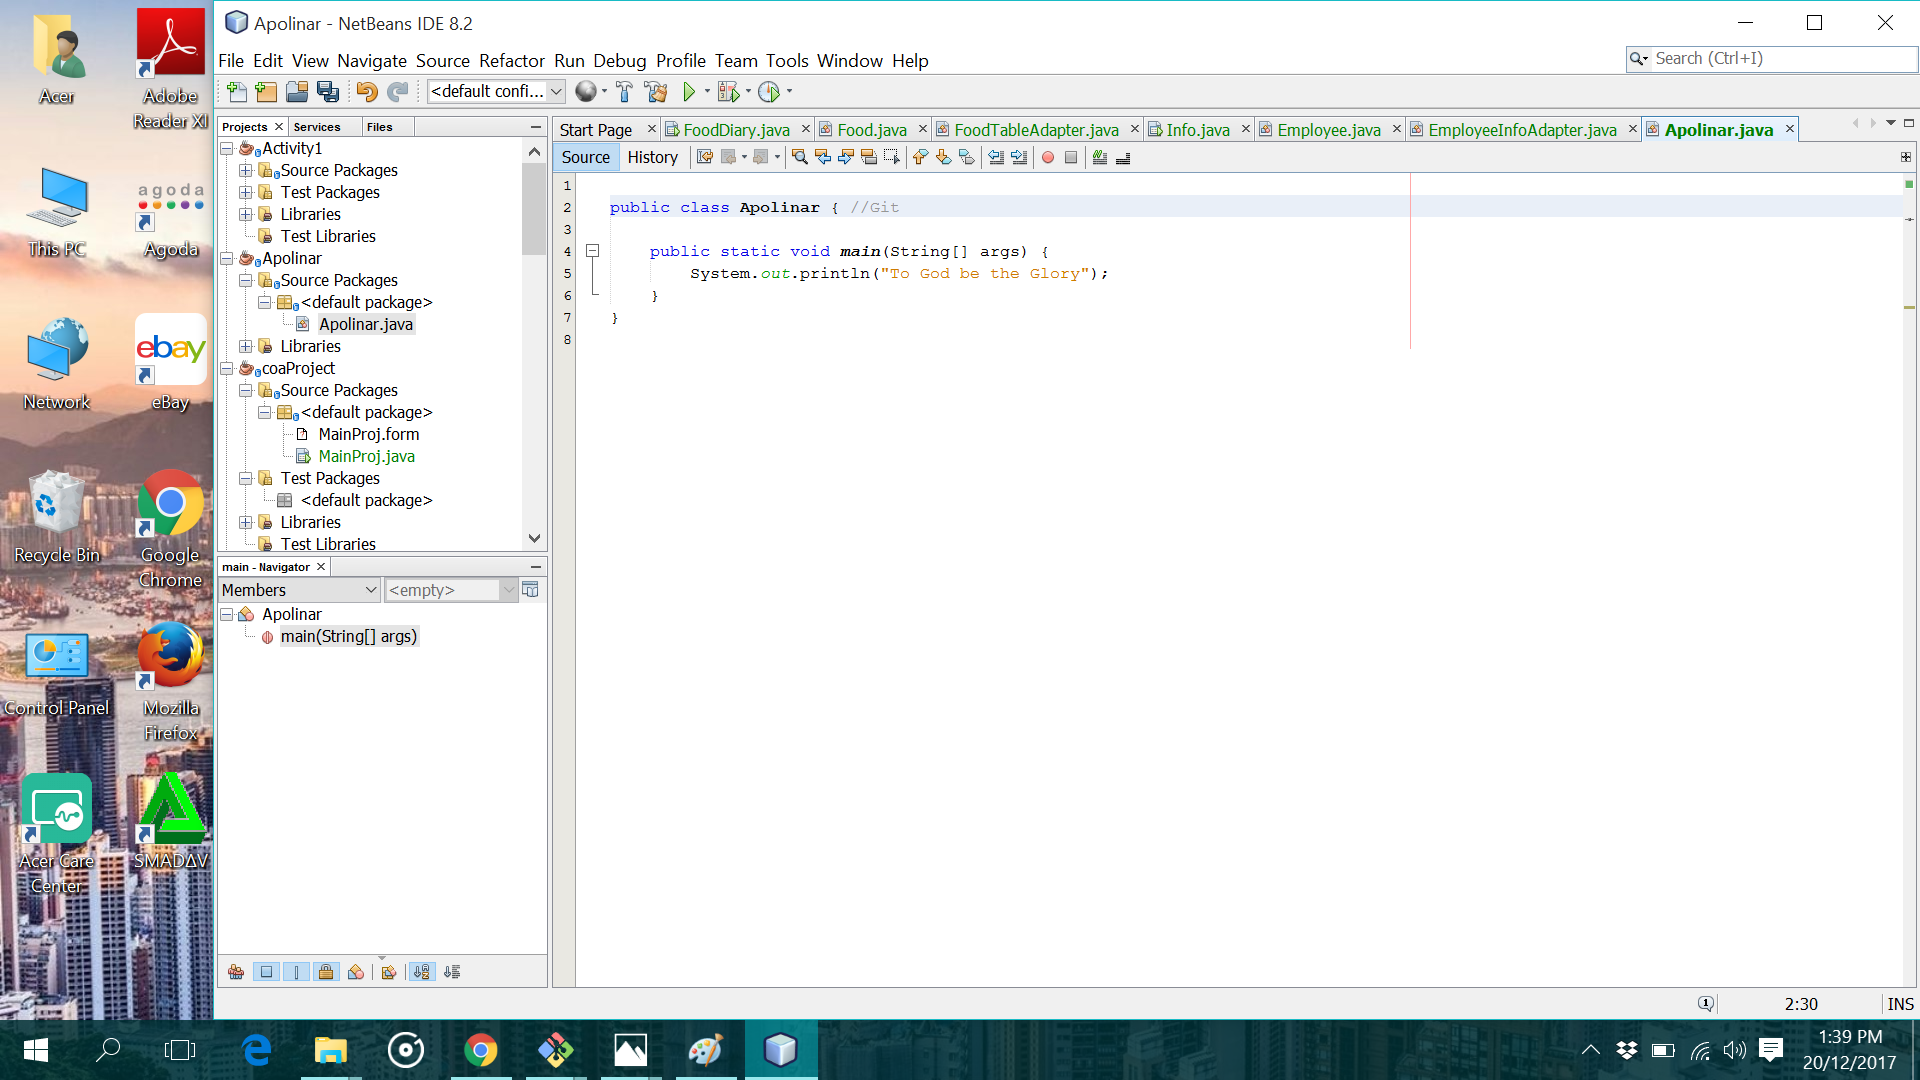 Acer
Adobe
Reader XI
This PC
agoda
Agoda
Network
ebay
eBay
Recycle Bin
Google
Chrome
Control Panel
Mozilla
Firefox
Acer Care
Center
SMADΔV
Apolinar - NetBeans IDE 8.2
File Edit View Navigate Source Refactor Run Debug Profile Team Tools Window Help
Search (Ctrl+I)
<default confi...
Projects Services Files
Activity1
Source Packages
Test Packages
Libraries
Test Libraries
Apolinar
Source Packages
<default package>
Apolinar.java
Libraries
coaProject
Source Packages
<default package>
MainProj.form
MainProj.java
Test Packages
<default package>
Libraries
Test Libraries
main - Navigator
Members <empty>
Apolinar
main(String[] args)
Start Page FoodDiary.java Food.java FoodTableAdapter.java Info.java Employee.java EmployeeInfoAdapter.java Apolinar.java
Source History
1
2 public class Apolinar { //Git
3
4 public static void main(String[] args) {
5 System.out.println("To God be the Glory");
6 }
7 }
8
2:30 INS
1:39 PM
20/12/2017